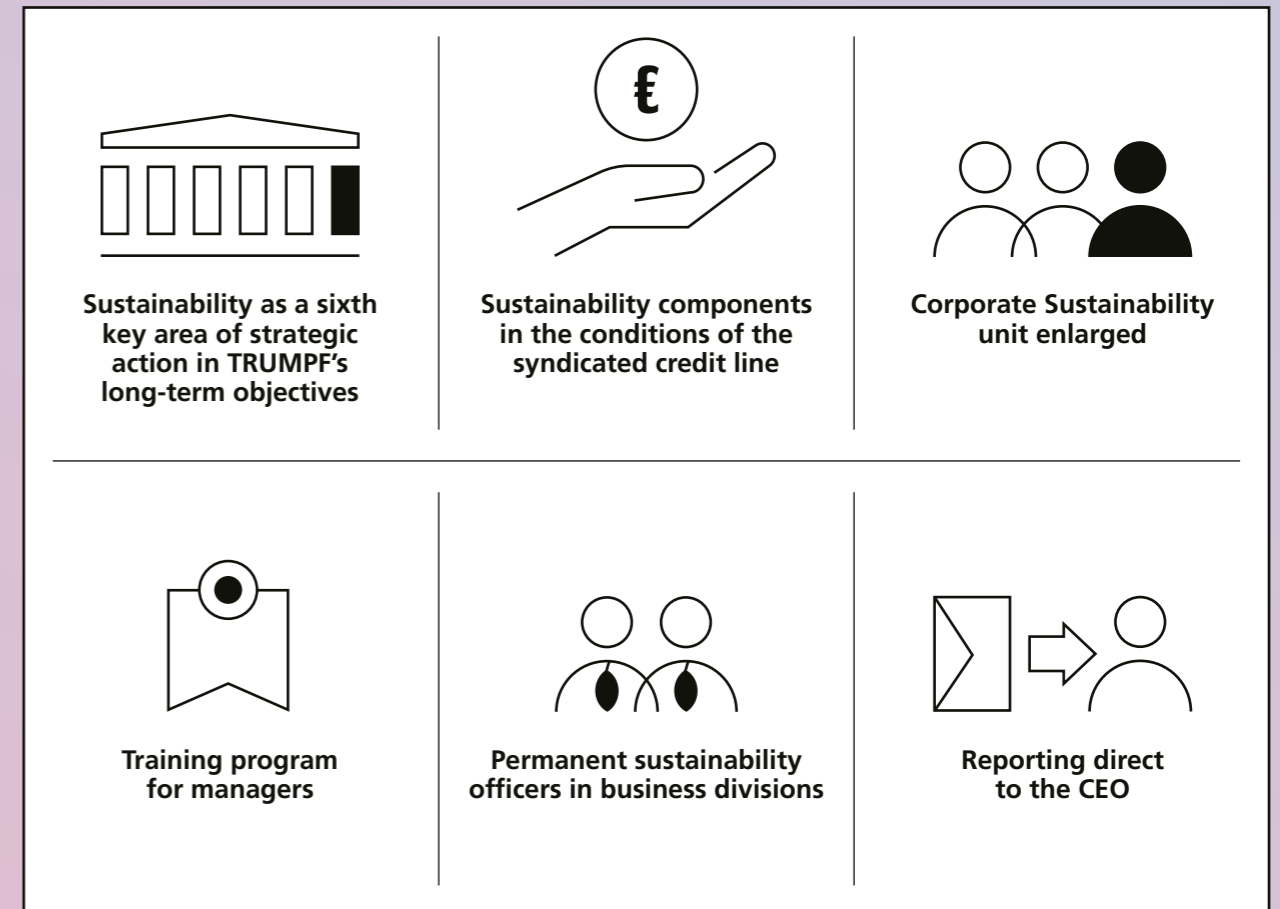 €
Sustainability as a sixth
key area of strategic
action in TRUMPF’s
long-term objectives
Sustainability components
in the conditions of the
syndicated credit line
Corporate Sustainability
unit enlarged
Training program
for managers
Permanent sustainability
officers in business divisions
Reporting direct
to the CEO